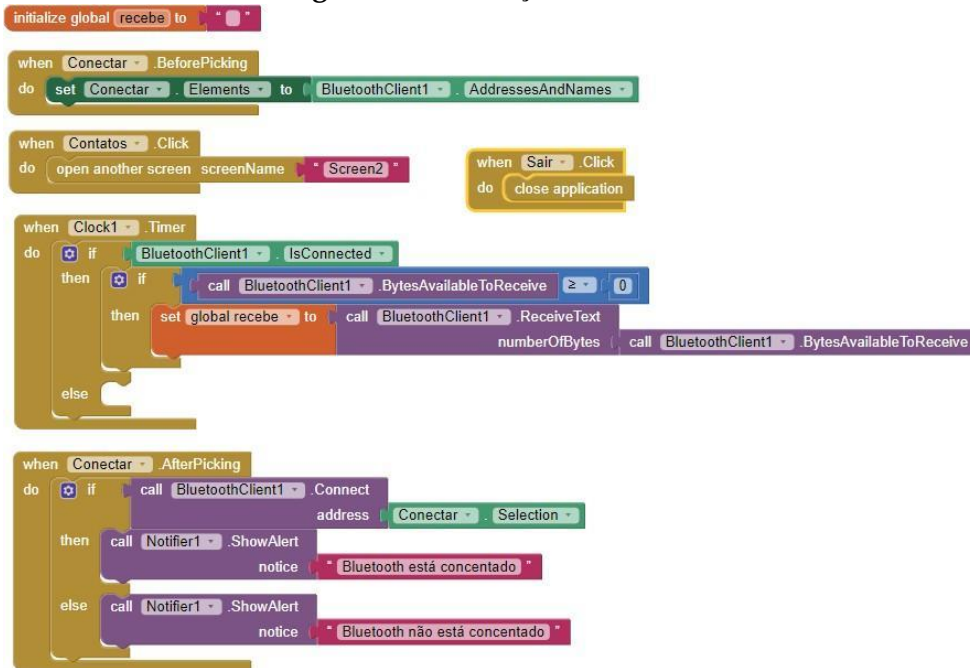 initialize global recebe to " "
when Conectar .BeforePicking
do set Conectar . Elements to BluetoothClient1 . AddressesAndNames
when Contatos .Click
do open another screen screenName " Screen2 "
when Sair .Click
do close application
when Clock1 .Timer
do if BluetoothClient1 . IsConnected
then if call BluetoothClient1 .BytesAvailableToReceive ≥ 0
then set global recebe to call BluetoothClient1 .ReceiveText
numberOfBytes call BluetoothClient1 .BytesAvailableToReceive
else
when Conectar .AfterPicking
do if call BluetoothClient1 .Connect
address Conectar . Selection
then call Notifier1 .ShowAlert
notice " Bluetooth está concentado "
else call Notifier1 .ShowAlert
notice " Bluetooth não está concentado "